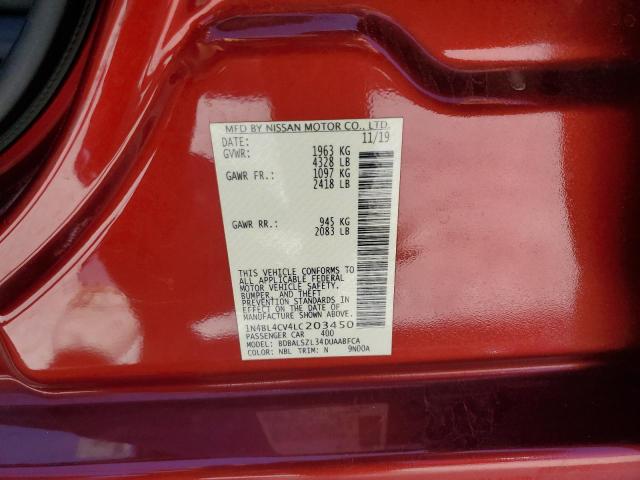 MFD BY NISSAN MOTOR CO., LTD.
DATE: 11/19
GVWR: 1963 KG
4328 LB
GAWR FR.: 1097 KG
2418 LB
GAWR RR.: 945 KG
2083 LB
THIS VEHICLE CONFORMS TO
ALL APPLICABLE FEDERAL
MOTOR VEHICLE SAFETY,
BUMPER, AND THEFT
PREVENTION STANDARDS IN
EFFECT ON THE DATE OF
MANUFACTURE SHOWN ABOVE.
1N4BL4CV4LC203450
PASSENGER CAR 400
MODEL: BDBALSZL34DUAABFCA
COLOR: NBL TRIM: N 9N00A